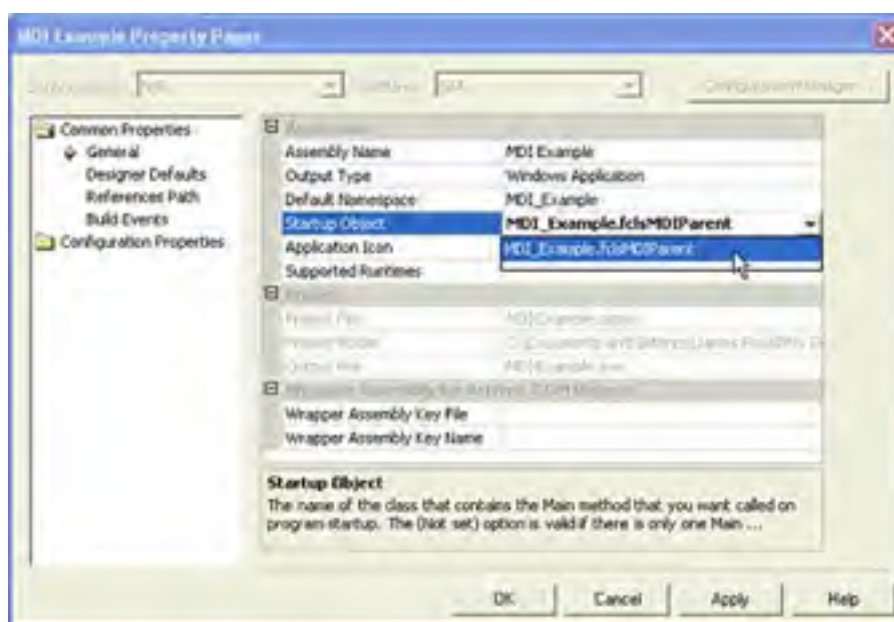 MDI Example Property Pages
Common Properties
General
Designer Defaults
References Path
Build Events
Configuration Properties
Assembly Name MDI Example
Output Type Windows Application
Default Namespace MDI_Example
Startup Object MDI_Example.fclsMDIParent
MDI_Example.fclsMDIParent
Application Icon
Supported Runtimes
Wrapper Assembly Key File
Wrapper Assembly Key Name
Startup Object
The name of the class that contains the Main method that you want called on
program startup. The (Not set) option is valid if there is only one Main ...
OK Cancel Apply Help